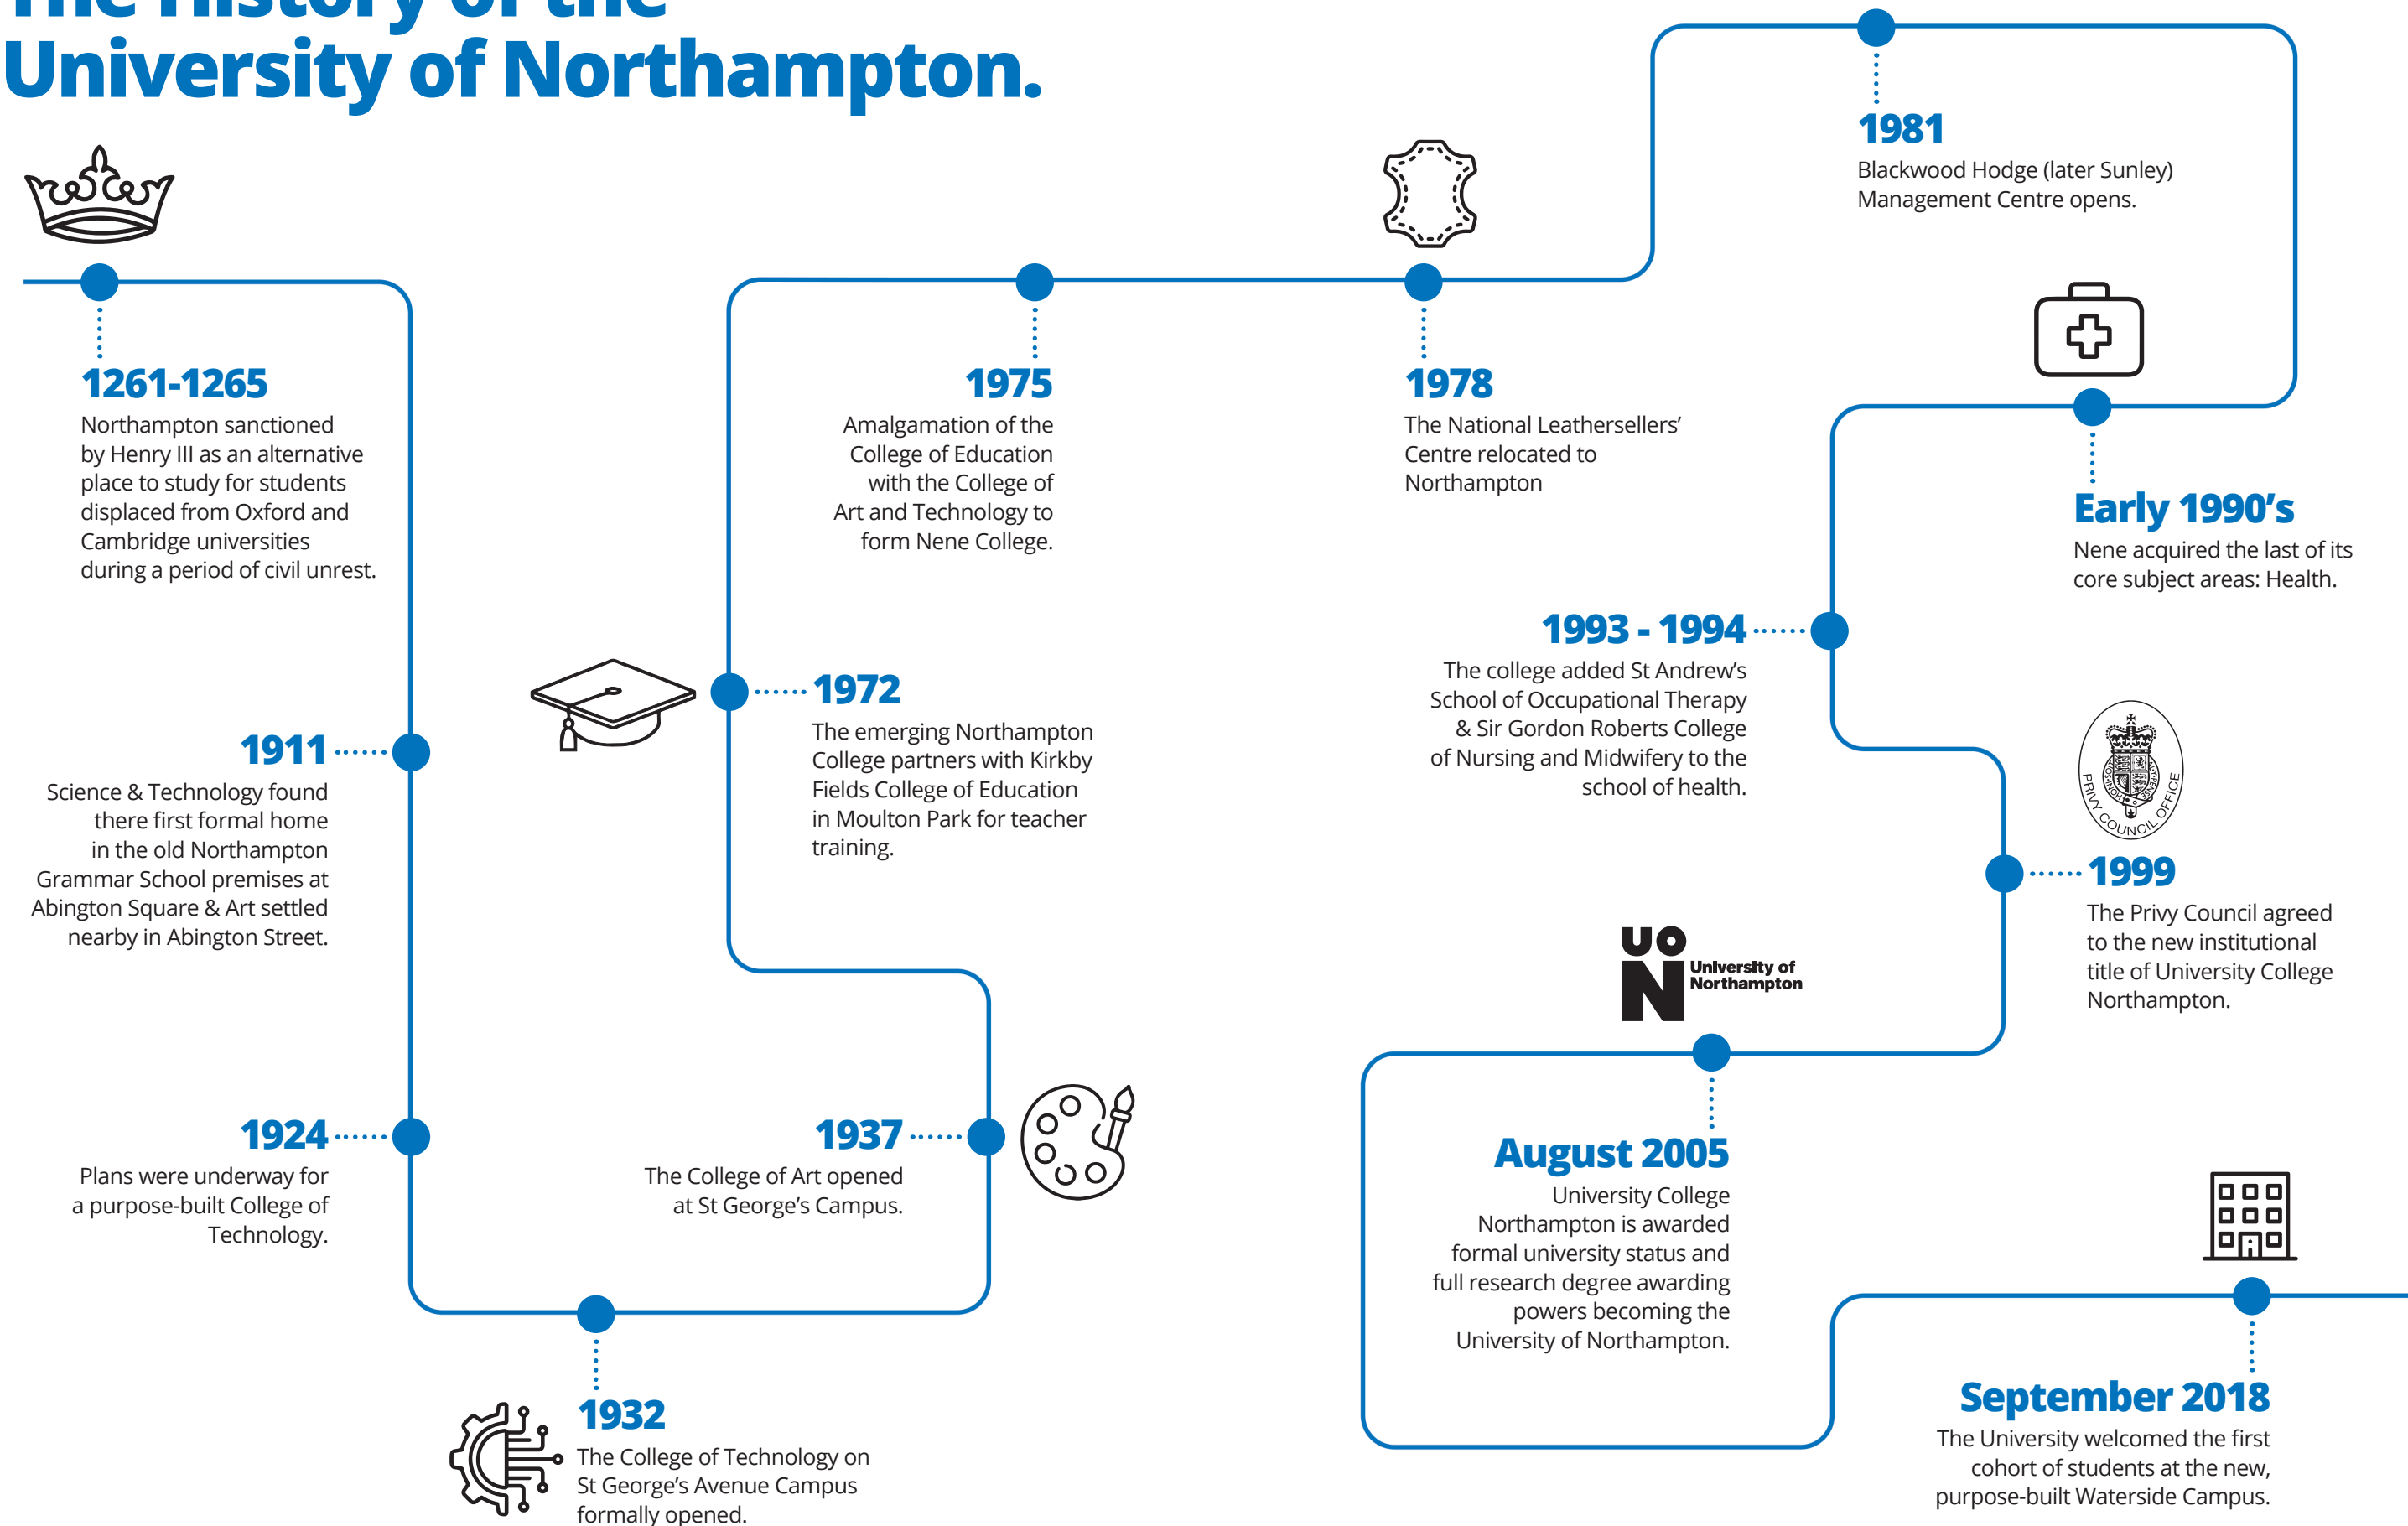 The History of the
University of Northampton.
1261-1265
Northampton sanctioned
by Henry III as an alternative
place to study for students
displaced from Oxford and
Cambridge universities
during a period of civil unrest.
1911
Science & Technology found
there first formal home
in the old Northampton
Grammar School premises at
Abington Square & Art settled
nearby in Abington Street.
1924
Plans were underway for
a purpose-built College of
Technology.
1932
The College of Technology on
St George’s Avenue Campus
formally opened.
1937
The College of Art opened
at St George’s Campus.
1972
The emerging Northampton
College partners with Kirkby
Fields College of Education
in Moulton Park for teacher
training.
1975
Amalgamation of the
College of Education
with the College of
Art and Technology to
form Nene College.
1978
The National Leathersellers’
Centre relocated to
Northampton
1981
Blackwood Hodge (later Sunley)
Management Centre opens.
Early 1990’s
Nene acquired the last of its
core subject areas: Health.
1993 - 1994
The college added St Andrew’s
School of Occupational Therapy
& Sir Gordon Roberts College
of Nursing and Midwifery to the
school of health.
PRIVY COUNCIL OFFICE
1999
The Privy Council agreed
to the new institutional
title of University College
Northampton.
UO
N
University of
Northampton
August 2005
University College
Northampton is awarded
formal university status and
full research degree awarding
powers becoming the
University of Northampton.
September 2018
The University welcomed the first
cohort of students at the new,
purpose-built Waterside Campus.